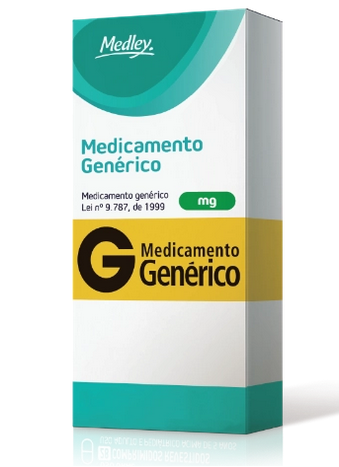 Medley.
Medicamento
Genérico
Medicamento genérico
Lei nº 9.787, de 1999
mg
G Medicamento
Genérico